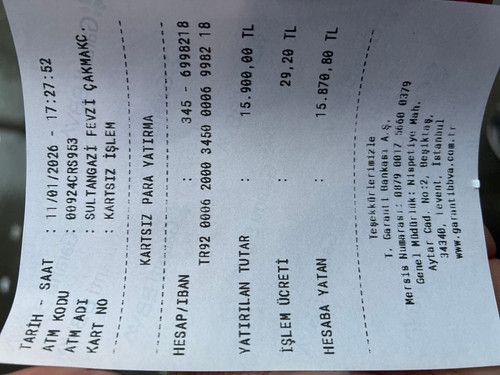 TARİH - SAAT : 11/01/2026 - 17:27:52
ATM KODU : 00924CRS953
ATM ADI : SULTANGAZİ FEVZİ ÇAKMAKÇ.
KART NO : KARTSIZ İŞLEM
KARTSIZ PARA YATIRMA
HESAP/IBAN : 345 - 6998218
TR92 0006 2000 3450 0006 9982 18
YATIRILAN TUTAR : 15.900,00 TL
İŞLEM ÜCRETİ : 29,20 TL
HESABA YATAN : 15.870,80 TL
Teşekkürlerimizle
T. Garanti Bankası A.Ş.
Mersis Numarası: 0879 0017 5660 0379
Genel Müdürlük: Nispetiye Mah.
Aytar Cad. No:2, Beşiktaş,
34340, Levent, İstanbul
www.garantibbva.com.tr